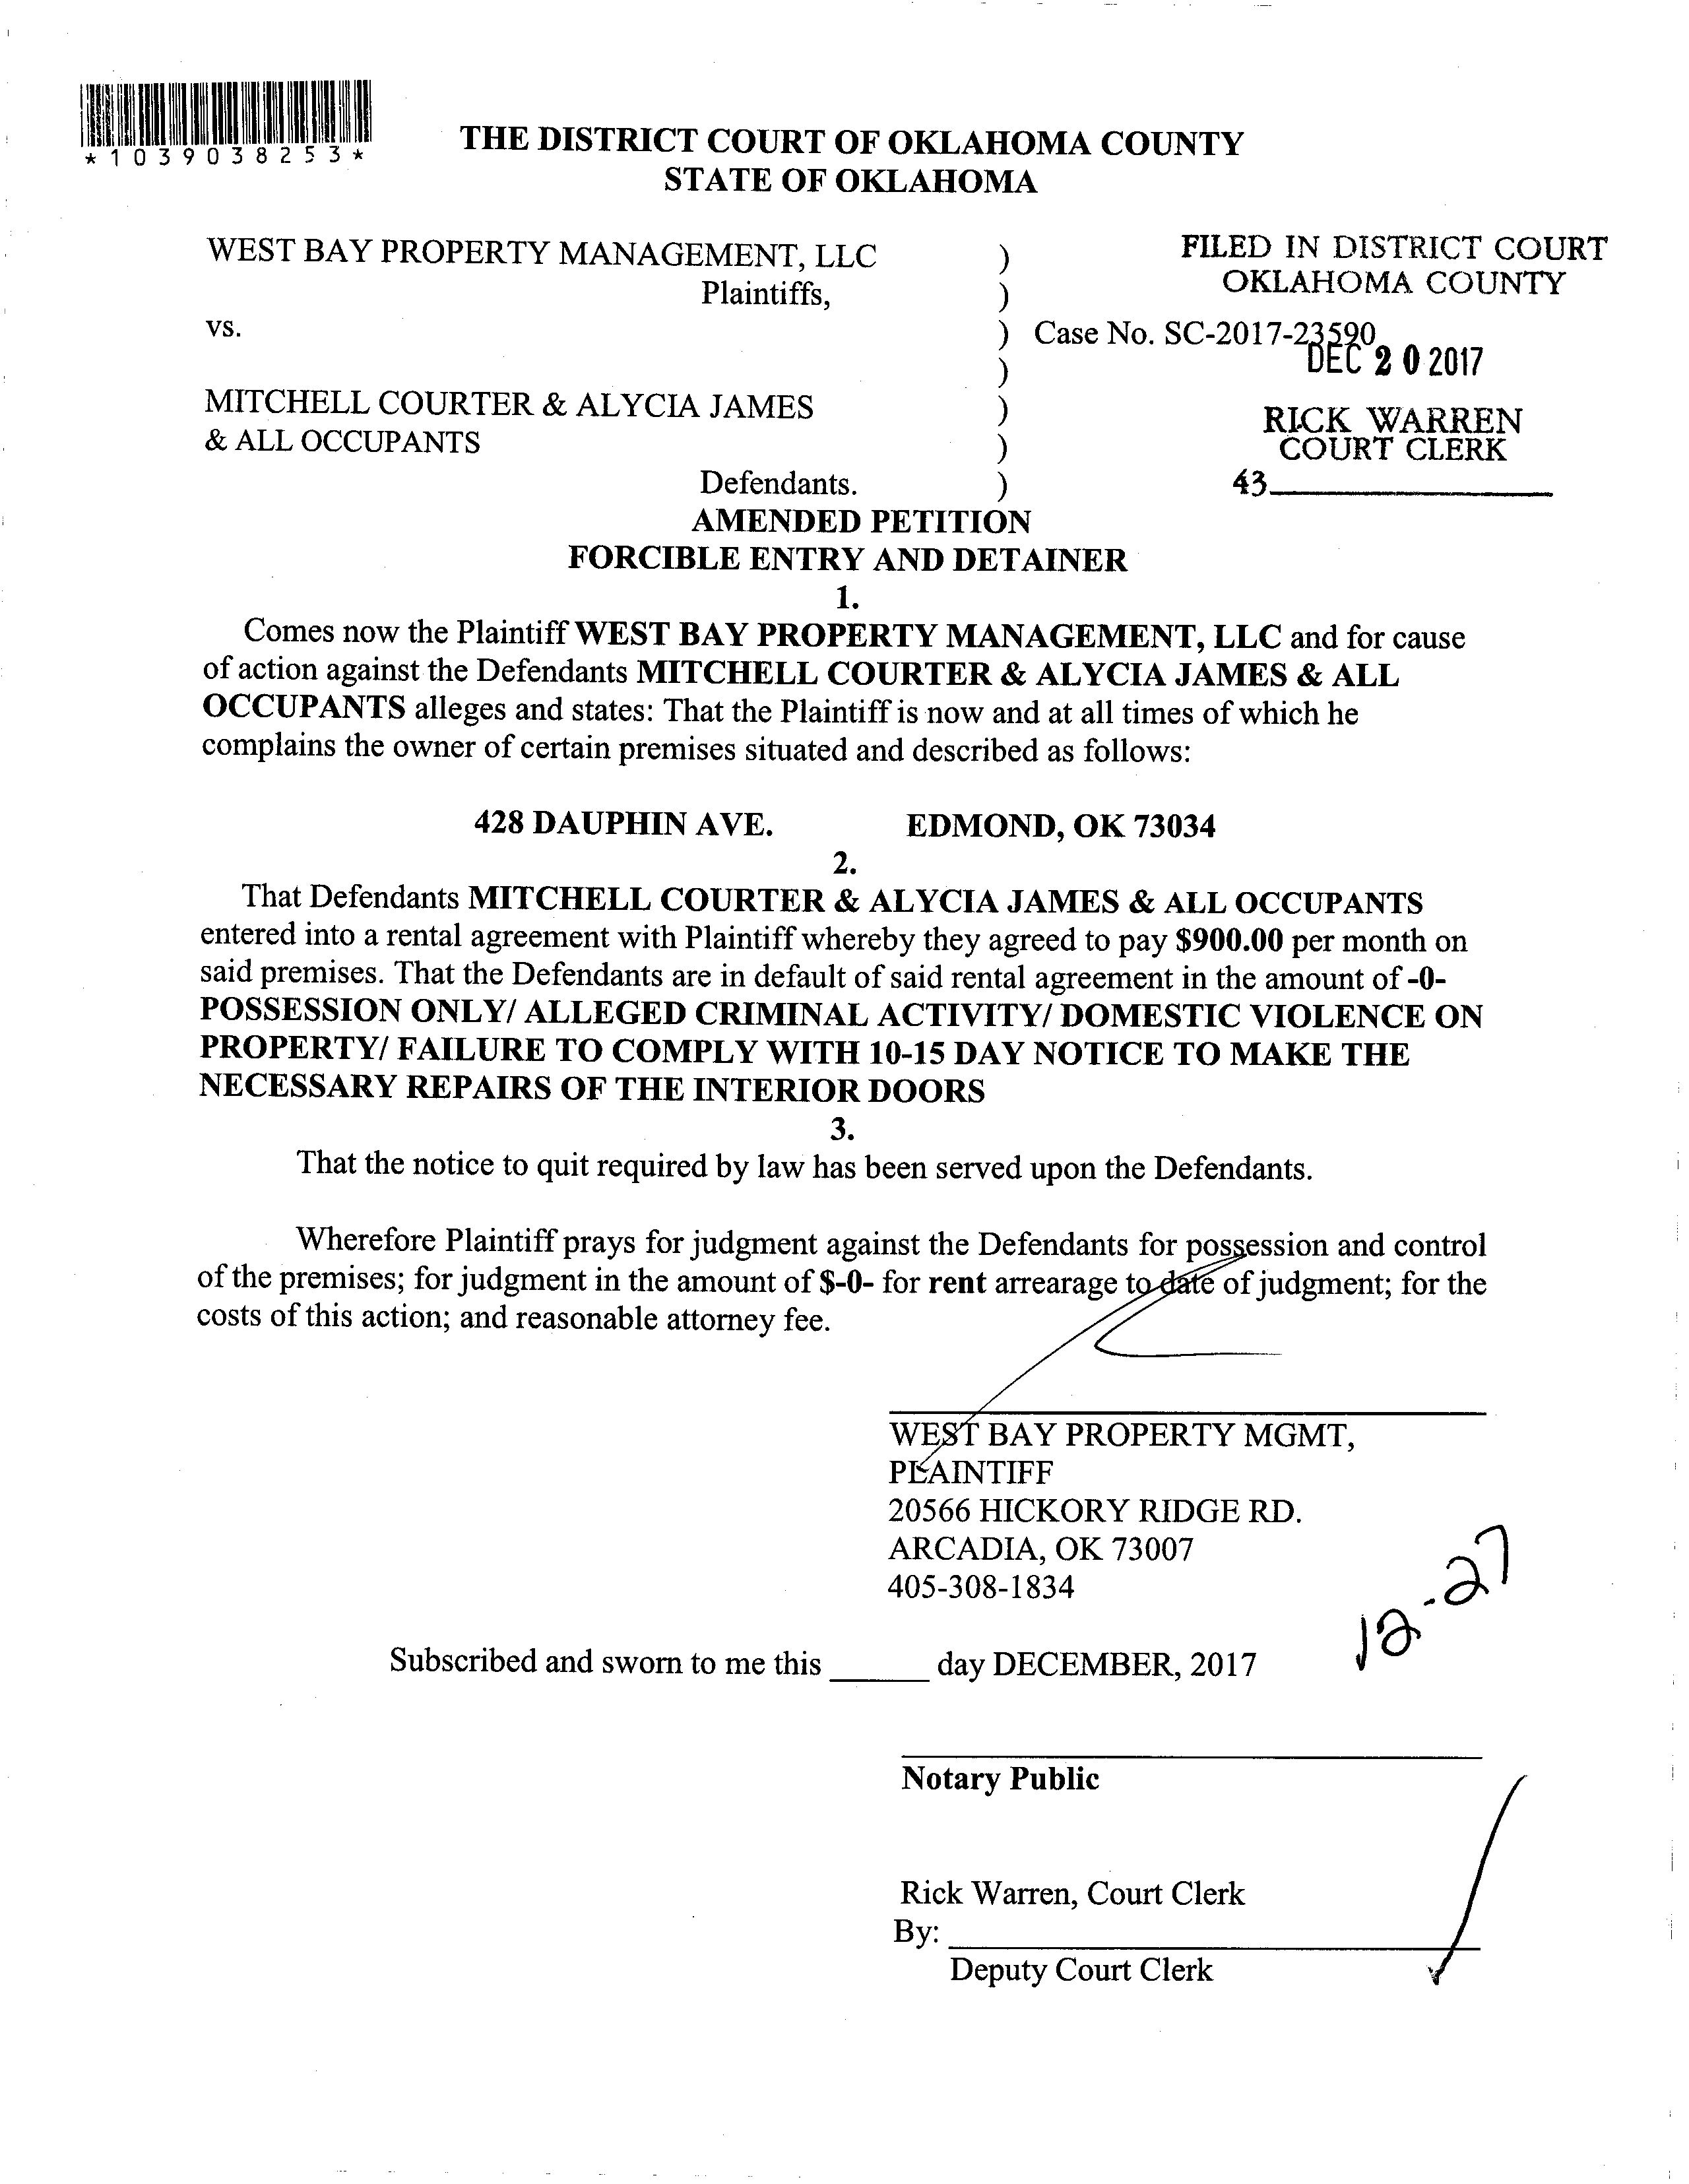 *1039038253*
THE DISTRICT COURT OF OKLAHOMA COUNTY
STATE OF OKLAHOMA
WEST BAY PROPERTY MANAGEMENT, LLC ) FILED IN DISTRICT COURT
Plaintiffs, ) OKLAHOMA COUNTY
vs. ) Case No. SC-2017-23590
) DEC 20 2017
MITCHELL COURTER & ALYCIA JAMES ) RICK WARREN
& ALL OCCUPANTS ) COURT CLERK
Defendants. ) 43
AMENDED PETITION
FORCIBLE ENTRY AND DETAINER
1.
Comes now the Plaintiff WEST BAY PROPERTY MANAGEMENT, LLC and for cause
of action against the Defendants MITCHELL COURTER & ALYCIA JAMES & ALL
OCCUPANTS alleges and states: That the Plaintiff is now and at all times of which he
complains the owner of certain premises situated and described as follows:
428 DAUPHIN AVE. EDMOND, OK 73034
2.
That Defendants MITCHELL COURTER & ALYCIA JAMES & ALL OCCUPANTS
entered into a rental agreement with Plaintiff whereby they agreed to pay $900.00 per month on
said premises. That the Defendants are in default of said rental agreement in the amount of -0-
POSSESSION ONLY/ ALLEGED CRIMINAL ACTIVITY/ DOMESTIC VIOLENCE ON
PROPERTY/ FAILURE TO COMPLY WITH 10-15 DAY NOTICE TO MAKE THE
NECESSARY REPAIRS OF THE INTERIOR DOORS
3.
That the notice to quit required by law has been served upon the Defendants.
Wherefore Plaintiff prays for judgment against the Defendants for possession and control
of the premises; for judgment in the amount of $-0- for rent arrearage to date of judgment; for the
costs of this action; and reasonable attorney fee.
WEST BAY PROPERTY MGMT,
PLAINTIFF
20566 HICKORY RIDGE RD.
ARCADIA, OK 73007
405-308-1834
12-27
Subscribed and sworn to me this ______ day DECEMBER, 2017
Notary Public
Rick Warren, Court Clerk
By:
Deputy Court Clerk